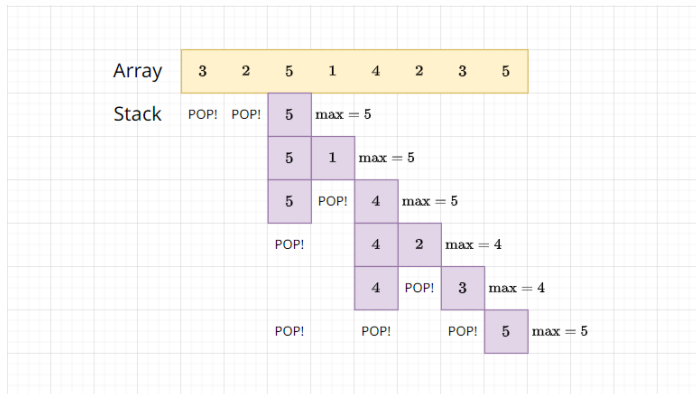 Array 3 2 5 1 4 2 3 5
Stack POP! POP! 5 max = 5
5 1 max = 5
5 POP! 4 max = 5
POP! 4 2 max = 4
4 POP! 3 max = 4
POP! POP! POP! 5 max = 5